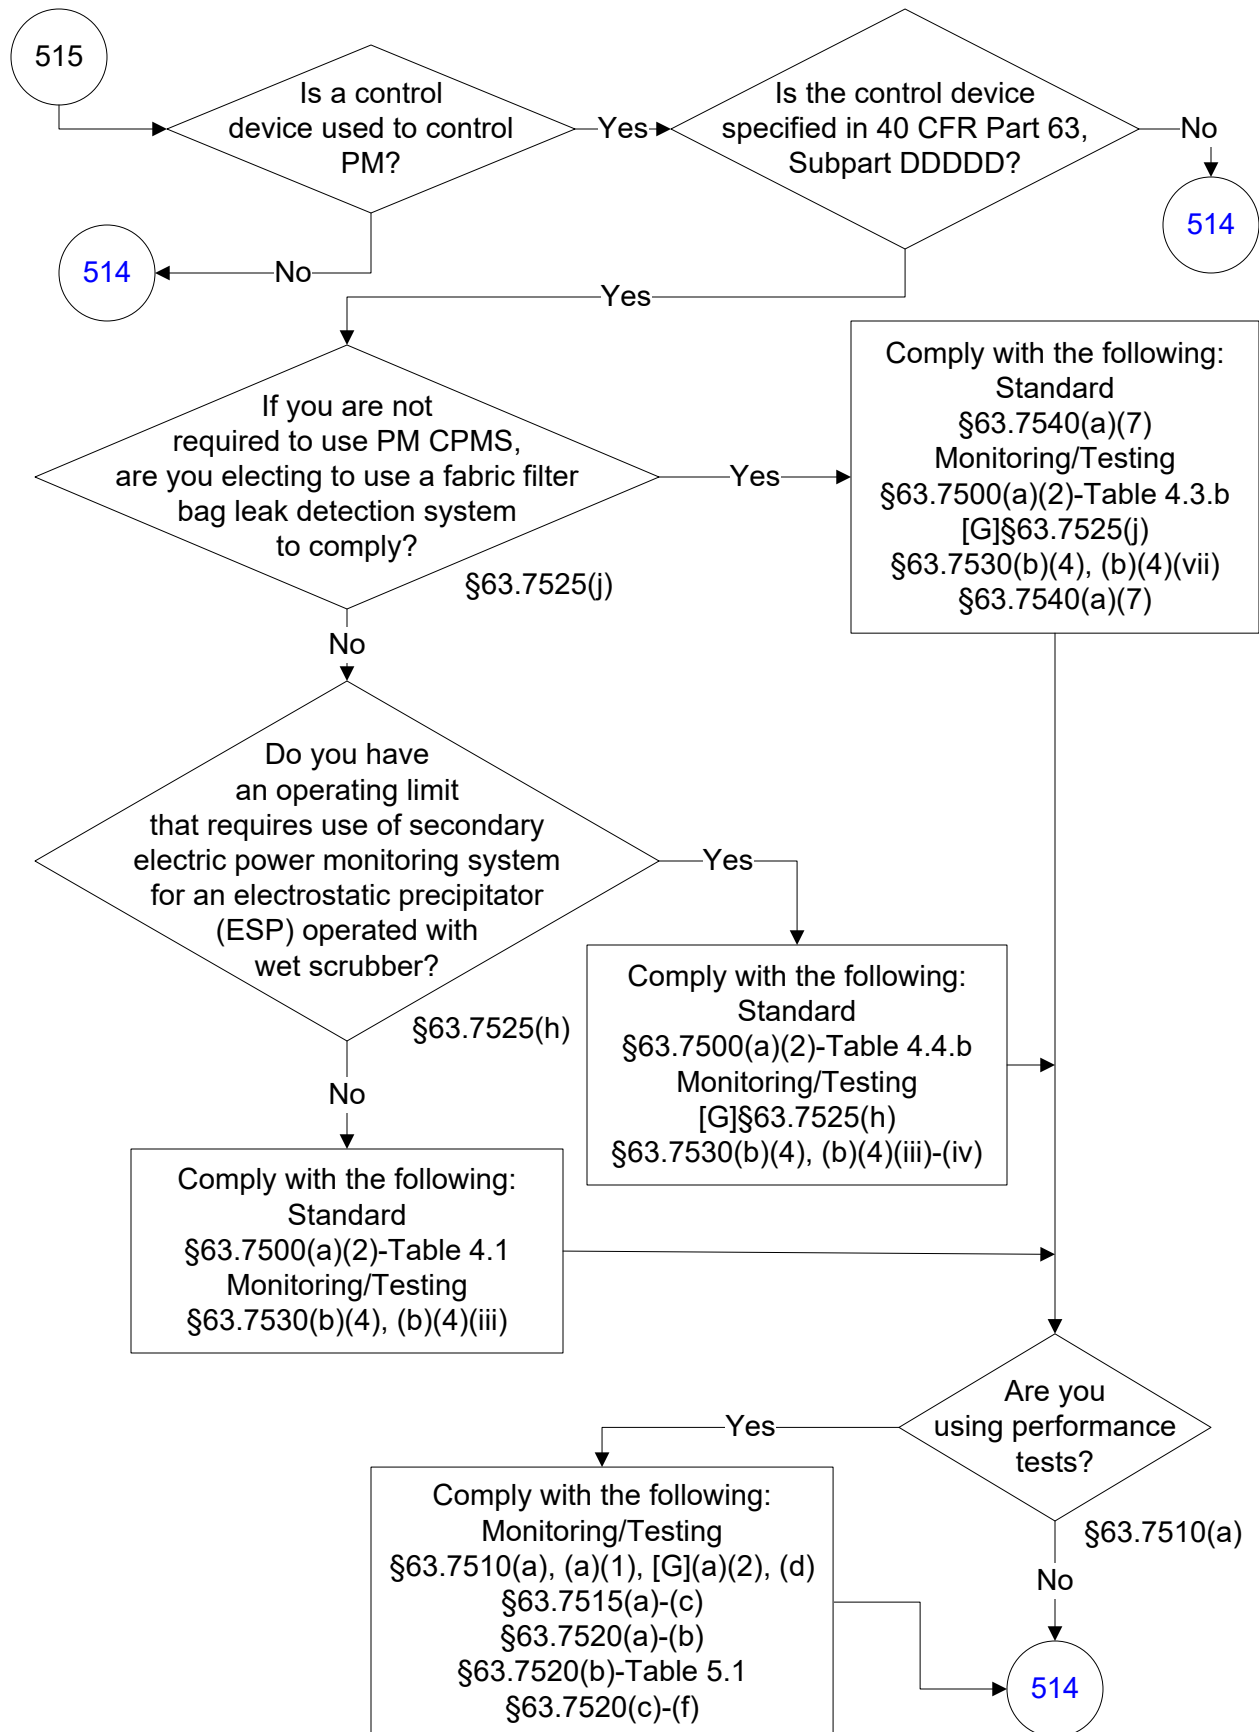 515
Is a control
device used to control
PM?
Yes
Is the control device
specified in 40 CFR Part 63,
Subpart DDDDD?
No
514
No
514
Yes
If you are not
required to use PM CPMS,
are you electing to use a fabric filter
bag leak detection system
to comply?
§63.7525(j)
Yes
Comply with the following:
Standard
§63.7540(a)(7)
Monitoring/Testing
§63.7500(a)(2)-Table 4.3.b
[G]§63.7525(j)
§63.7530(b)(4), (b)(4)(vii)
§63.7540(a)(7)
No
Do you have
an operating limit
that requires use of secondary
electric power monitoring system
for an electrostatic precipitator
(ESP) operated with
wet scrubber?
§63.7525(h)
Yes
Comply with the following:
Standard
§63.7500(a)(2)-Table 4.4.b
Monitoring/Testing
[G]§63.7525(h)
§63.7530(b)(4), (b)(4)(iii)-(iv)
No
Comply with the following:
Standard
§63.7500(a)(2)-Table 4.1
Monitoring/Testing
§63.7530(b)(4), (b)(4)(iii)
Are you
using performance
tests?
§63.7510(a)
Yes
Comply with the following:
Monitoring/Testing
§63.7510(a), (a)(1), [G](a)(2), (d)
§63.7515(a)-(c)
§63.7520(a)-(b)
§63.7520(b)-Table 5.1
§63.7520(c)-(f)
No
514